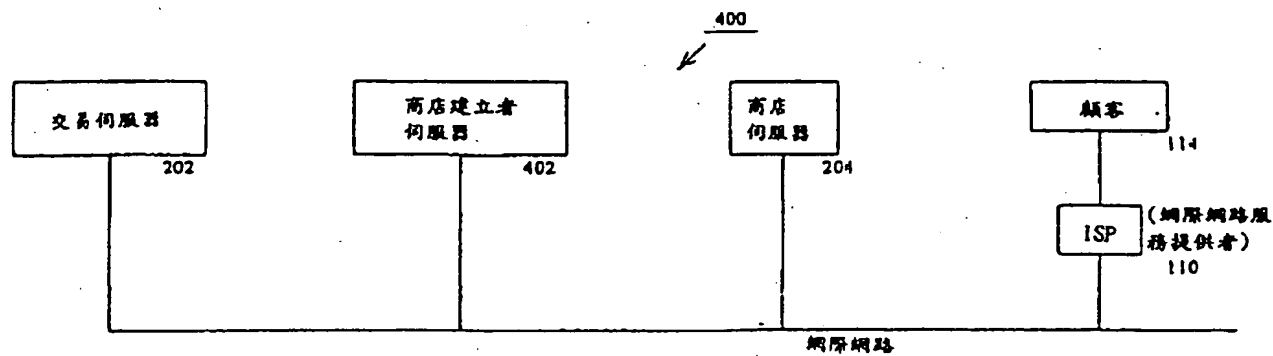 400
交易伺服器
202
商店建立者
伺服器
402
商店
伺服器
204
顧客
114
ISP
(網際網路服
務提供者)
110
網際網路